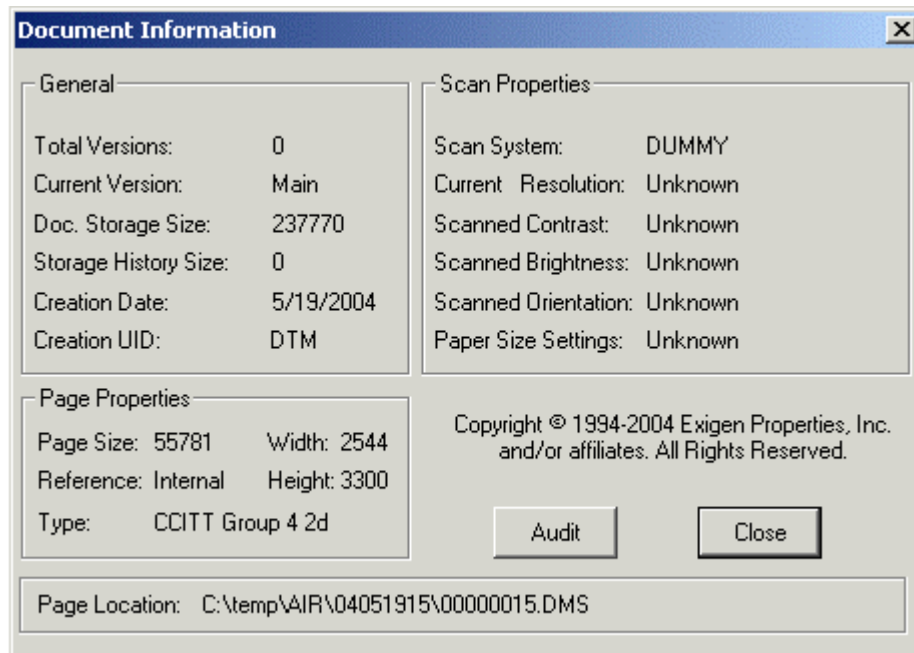 Document Information
General
Total Versions: 0
Current Version: Main
Doc. Storage Size: 237770
Storage History Size: 0
Creation Date: 5/19/2004
Creation UID: DTM
Scan Properties
Scan System: DUMMY
Current Resolution: Unknown
Scanned Contrast: Unknown
Scanned Brightness: Unknown
Scanned Orientation: Unknown
Paper Size Settings: Unknown
Page Properties
Page Size: 55781 Width: 2544
Reference: Internal Height: 3300
Type: CCITT Group 4 2d
Copyright © 1994-2004 Exigen Properties, Inc.
and/or affiliates. All Rights Reserved.
Audit Close
Page Location: C:\temp\AIR\04051915\00000015.DMS